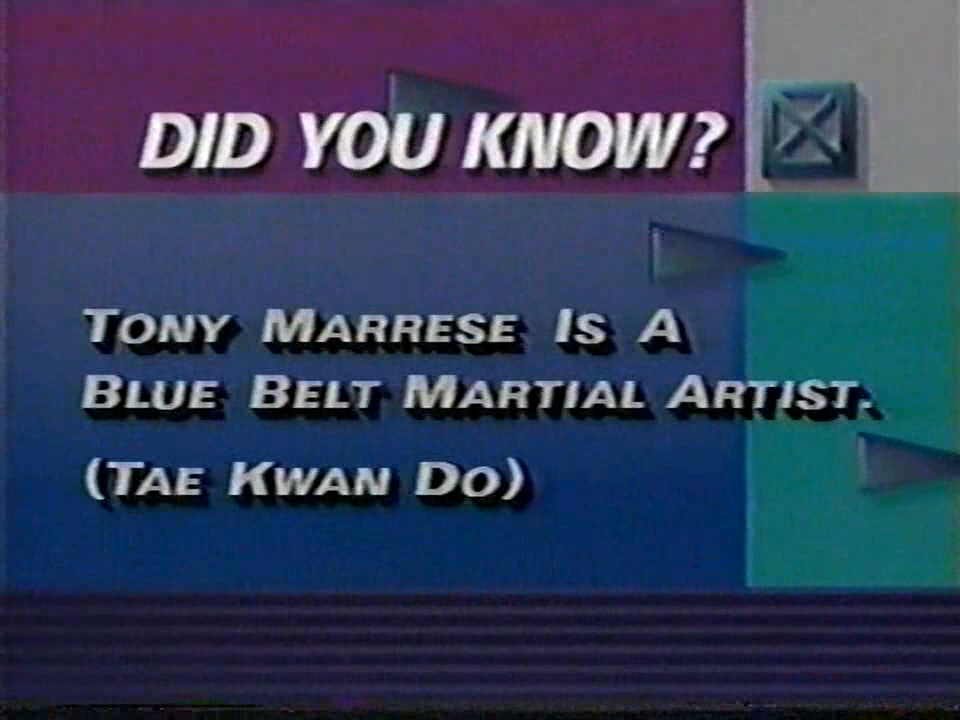 DID YOU KNOW?
TONY MARRESE IS A
BLUE BELT MARTIAL ARTIST.
(TAE KWAN DO)